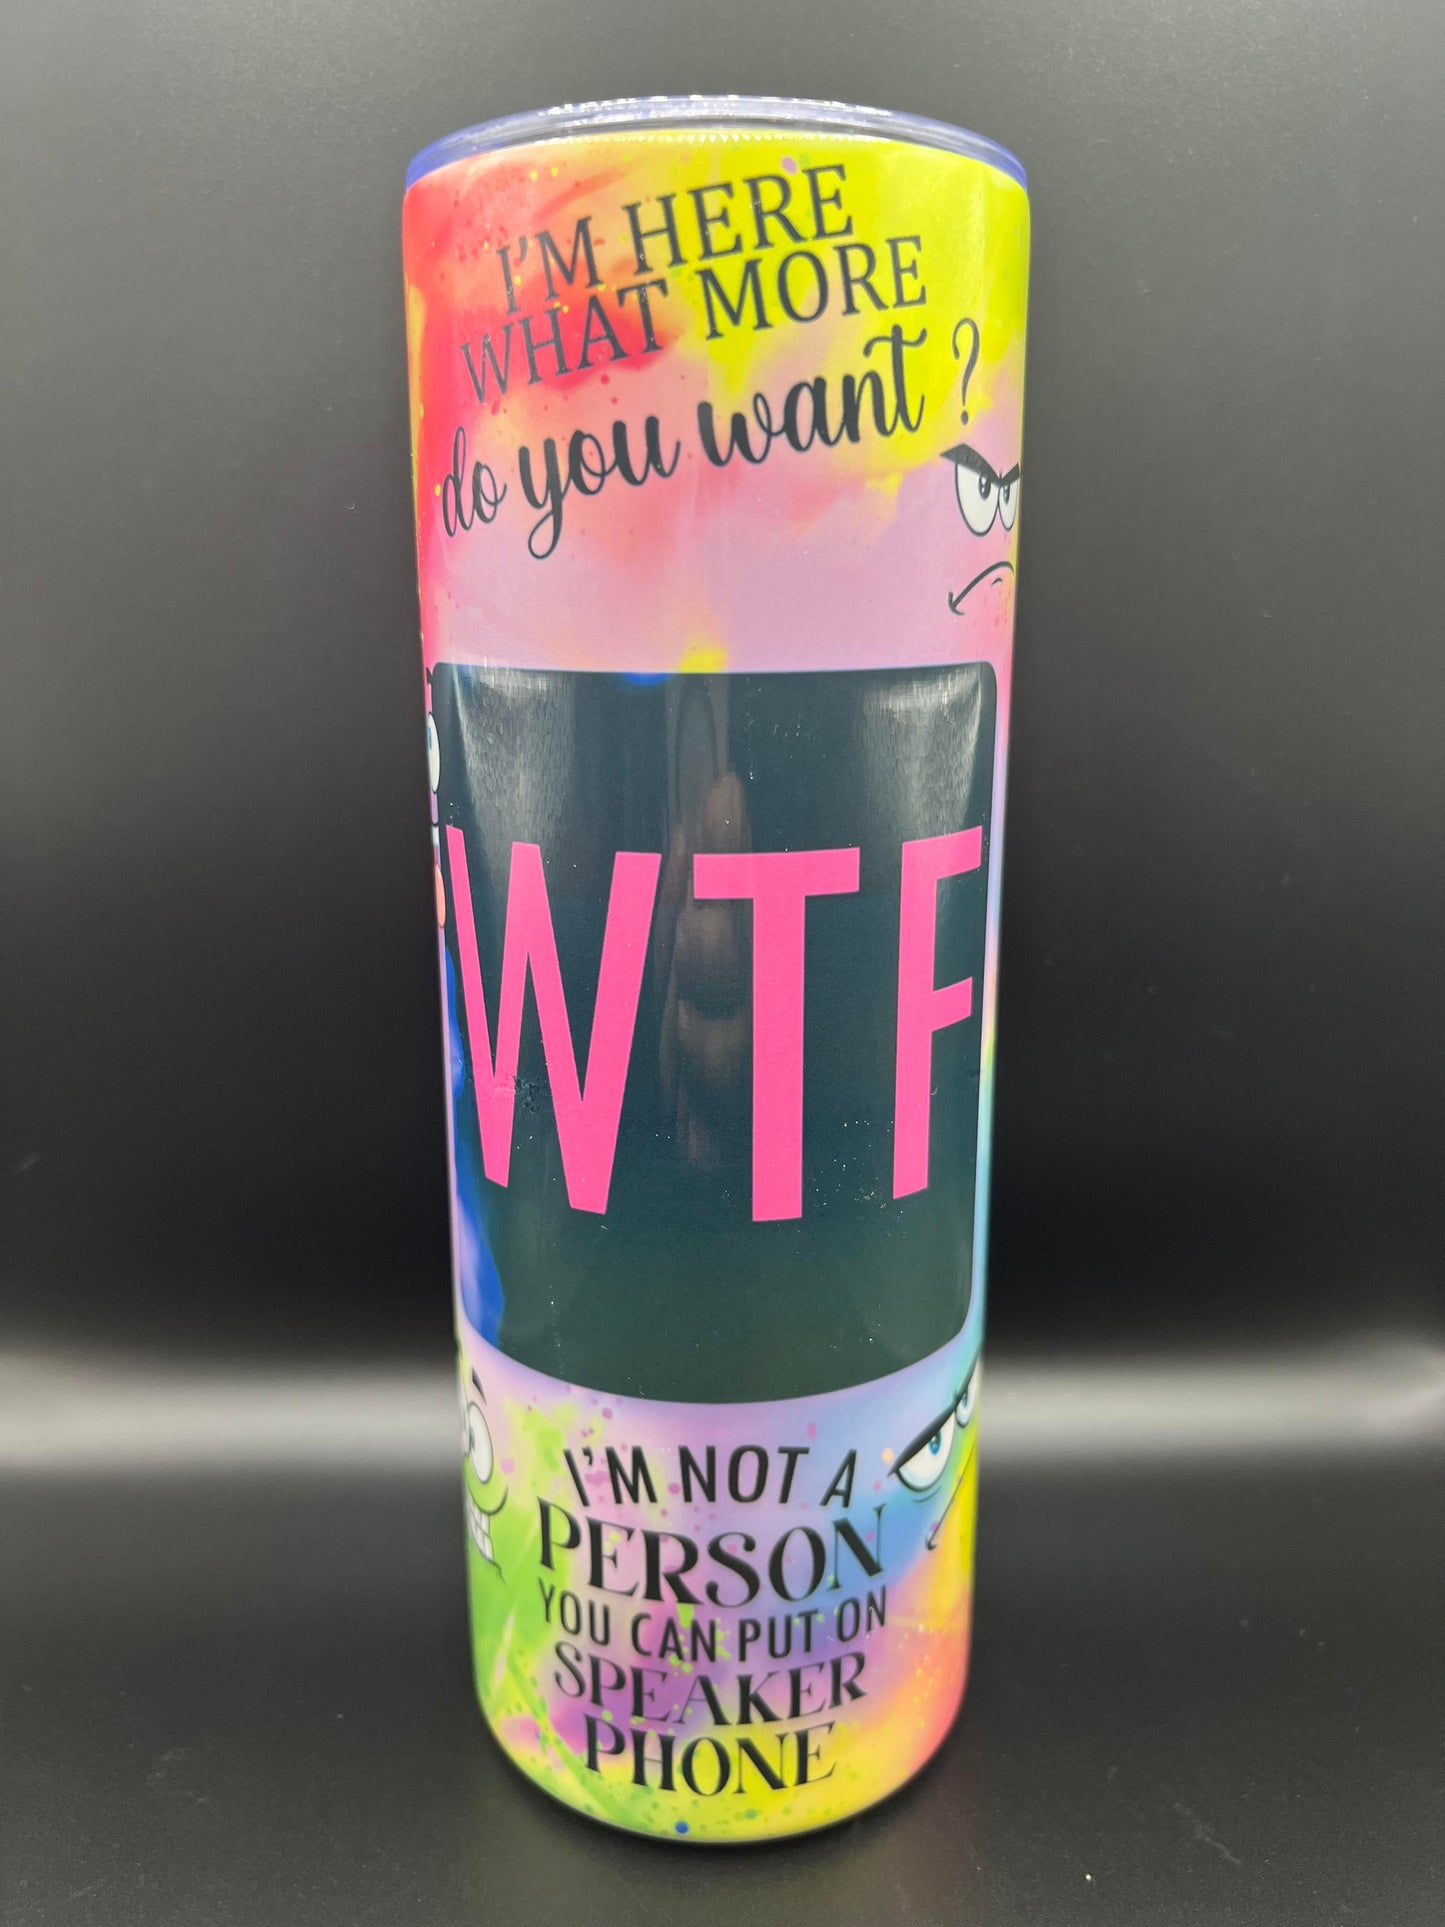 I'M HERE
WHAT MORE
do you want ?
WTF
I'M NOT A
PERSON
YOU CAN PUT ON
SPEAKER
PHONE